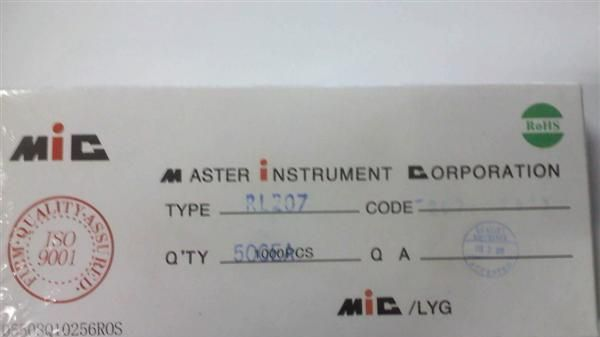 MIC
RoHS
MASTER INSTRUMENT CORPORATION
TYPE RL207 CODE
FIRM·QUALITY·ASSURED·
ISO
9001
Q'TY 1000PCS Q A
MIC/LYG